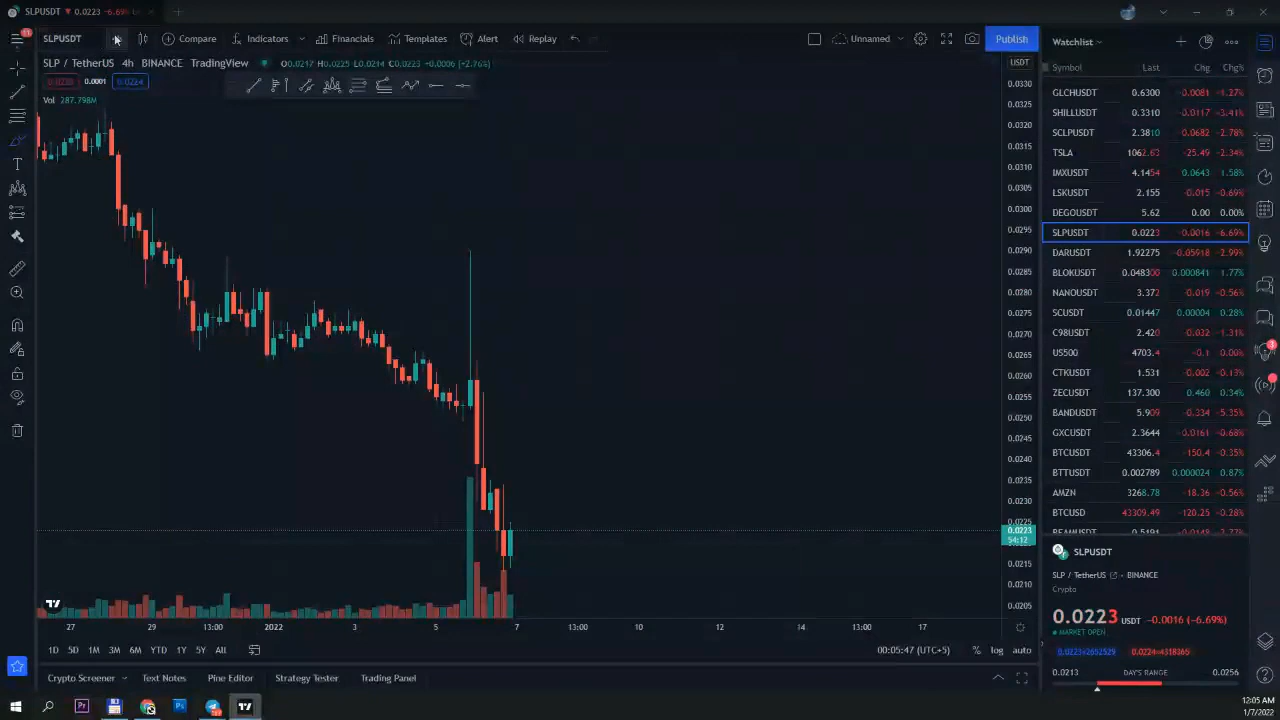 SLPUSDT 0.0223 -6.69%
SLPUSDT
Compare
Indicators
Financials
Templates
Alert
Replay
Unnamed
Publish
SLP / TetherUS 4h BINANCE TradingView O0.0217 H0.0225 L0.0214 C0.0223 +0.0006 (+2.76%)
0.0001 0.0224
Vol 287.798M
USDT
0.0330
0.0325
0.0320
0.0315
0.0310
0.0305
0.0300
0.0295
0.0290
0.0285
0.0280
0.0275
0.0270
0.0265
0.0260
0.0255
0.0250
0.0245
0.0240
0.0235
0.0230
0.0225
0.0223
54:12
0.0215
0.0210
0.0205
27 29 13:00 2022 3 5 7 13:00 10 12 14 13:00 17
1D 5D 1M 3M 6M YTD 1Y 5Y All
00:05:47 (UTC+5) % log auto
Crypto Screener Text Notes Pine Editor Strategy Tester Trading Panel
Watchlist
Symbol Last Chg Chg%
GLCHUSDT 0.6300 -0.0081 -1.27%
SHILLUSDT 0.3310 -0.0117 -3.41%
SCLPUSDT 2.3810 -0.0682 -2.78%
TSLA 1062.63 -25.49 -2.34%
IMXUSDT 4.1454 0.0643 1.58%
LSKUSDT 2.155 -0.015 -0.69%
DEGOUSDT 5.62 0.00 0.00%
SLPUSDT 0.0223 -0.0016 -6.69%
DARUSDT 1.92275 -0.05918 -2.99%
BLOKUSDT 0.048300 0.000841 1.77%
NANOUSDT 3.372 -0.019 -0.56%
SCUSDT 0.01447 0.00004 0.28%
C98USDT 2.420 -0.032 -1.31%
US500 4703.4 -0.1 0.00%
CTKUSDT 1.531 -0.002 -0.13%
ZECUSDT 137.300 0.460 0.34%
BANDUSDT 5.909 -0.334 -5.35%
GXCUSDT 2.3644 -0.0161 -0.68%
BTCUSDT 43306.4 -150.4 -0.35%
BTTUSDT 0.002789 0.000024 0.87%
AMZN 3268.78 -18.36 -0.56%
BTCUSD 43309.49 -120.25 -0.28%
SLPUSDT
SLP / TetherUS • BINANCE
Crypto
0.0223 USDT -0.0016 (-6.69%)
MARKET OPEN
0.0223×2652529 0.0224×4318365
0.0213 DAY'S RANGE 0.0256
12:05 AM
1/7/2022